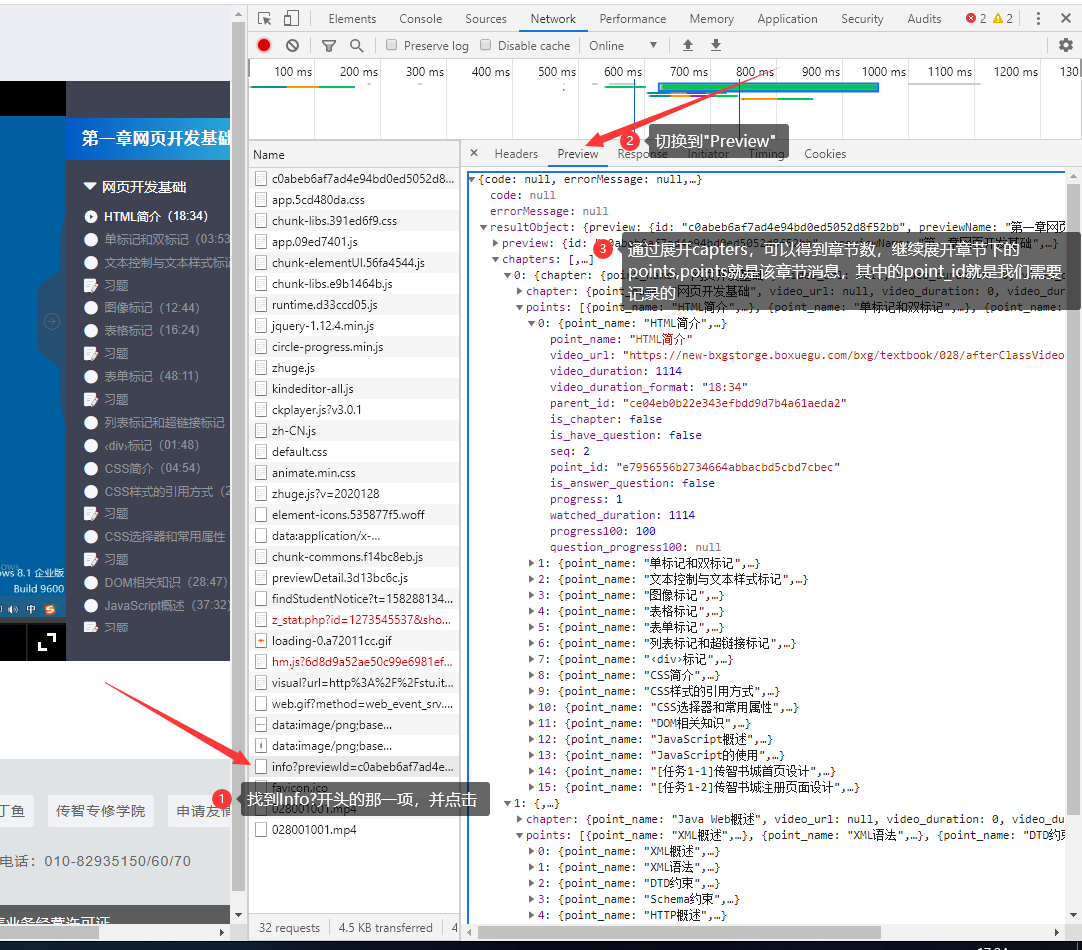 Elements Console Sources Network Performance Memory Application Security Audits 2 2
Preserve log Disable cache Online
100 ms 200 ms 300 ms 400 ms 500 ms 600 ms 700 ms 800 ms 900 ms 1000 ms 1100 ms 1200 ms 130
第一章网页开发基础
网页开发基础
HTML简介 (18:34)
单标记和双标记 (03:53
文本控制与文本样式标记
习题
图像标记 (12:44)
表格标记 (16:24)
习题
表单标记 (48:11)
习题
列表标记和超链接标记
<div>标记 (01:48)
CSS简介 (04:54)
CSS样式的引用方式 (2
习题
CSS选择器和常用属性
习题
DOM相关知识 (28:47)
JavaScript概述 (37:32)
习题
ows 8.1 企业版
Build 9600
中
丁鱼 传智专修学院 申请友情
电话：010-82935150/60/70
业务经营许可证
Name
c0abeb6af7ad4e94bd0ed5052d8...
app.5cd480da.css
chunk-libs.391ed6f9.css
app.09ed7401.js
chunk-elementUI.56fa4544.js
chunk-libs.e9b1464b.js
runtime.d33ccd05.js
jquery-1.12.4.min.js
circle-progress.min.js
zhuge.js
kindeditor-all.js
ckplayer.js?v3.0.1
zh-CN.js
default.css
animate.min.css
zhuge.js?v=2020128
element-icons.535877f5.woff
data:application/x-...
chunk-commons.f14bc8eb.js
previewDetail.3d13bc6c.js
findStudentNotice?t=158288134...
z_stat.php?id=1273545537&sho...
loading-0.a72011cc.gif
hm.js?6d8d9a52ae50c99e6981ef...
visual?url=http%3A%2F%2Fstu.it...
web.gif?method=web_event_srv....
data:image/png;base...
data:image/png;base...
info?previewId=c0abeb6af7ad4e...
favicon.ico
1 找到Info?开头的那一项，并点击
028001001.mp4
028001001.mp4
32 requests 4.5 KB transferred 4
Headers Preview Response Initiator Timing Cookies
2 切换到"Preview"
{code: null, errorMessage: null,…}
code: null
errorMessage: null
resultObject: {preview: {id: "c0abeb6af7ad4e94bd0ed5052d8f52bb", previewName: "第一章网页
preview: {id:
3 通过展开capters，可以得到章节数，继续展开章节下的
points,points就是该章节消息，其中的point_id就是我们需要
记录的
chapters: [,…]
0: {chapter:
chapter: {point_name: "网页开发基础", video_url: null, video_duration: 0, video_dur
points: [{point_name: "HTML简介",…}, {point_name: "单标记和双标记",…}, {point_name:
0: {point_name: "HTML简介",…}
point_name: "HTML简介"
video_url: "https://new-bxgstorge.boxuegu.com/bxg/textbook/028/afterClassVideo
video_duration: 1114
video_duration_format: "18:34"
parent_id: "ce04eb0b22e343efbdd9d7b4a61aeda2"
is_chapter: false
is_have_question: false
seq: 2
point_id: "e7956556b2734664abbacbd5cbd7cbec"
is_answer_question: false
progress: 1
watched_duration: 1114
progress100: 100
question_progress100: null
1: {point_name: "单标记和双标记",…}
2: {point_name: "文本控制与文本样式标记",…}
3: {point_name: "图像标记",…}
4: {point_name: "表格标记",…}
5: {point_name: "表单标记",…}
6: {point_name: "列表标记和超链接标记",…}
7: {point_name: "<div>标记",…}
8: {point_name: "CSS简介",…}
9: {point_name: "CSS样式的引用方式",…}
10: {point_name: "CSS选择器和常用属性",…}
11: {point_name: "DOM相关知识",…}
12: {point_name: "JavaScript概述",…}
13: {point_name: "JavaScript的使用",…}
14: {point_name: "[任务1-1]传智书城首页设计",…}
15: {point_name: "[任务1-2]传智书城注册页面设计",…}
1: {,…}
chapter: {point_name: "Java Web概述", video_url: null, video_duration: 0, video_du
points: [{point_name: "XML概述",…}, {point_name: "XML语法",…}, {point_name: "DTD约束
0: {point_name: "XML概述",…}
1: {point_name: "XML语法",…}
2: {point_name: "DTD约束",…}
3: {point_name: "Schema约束",…}
4: {point_name: "HTTP概述",…}